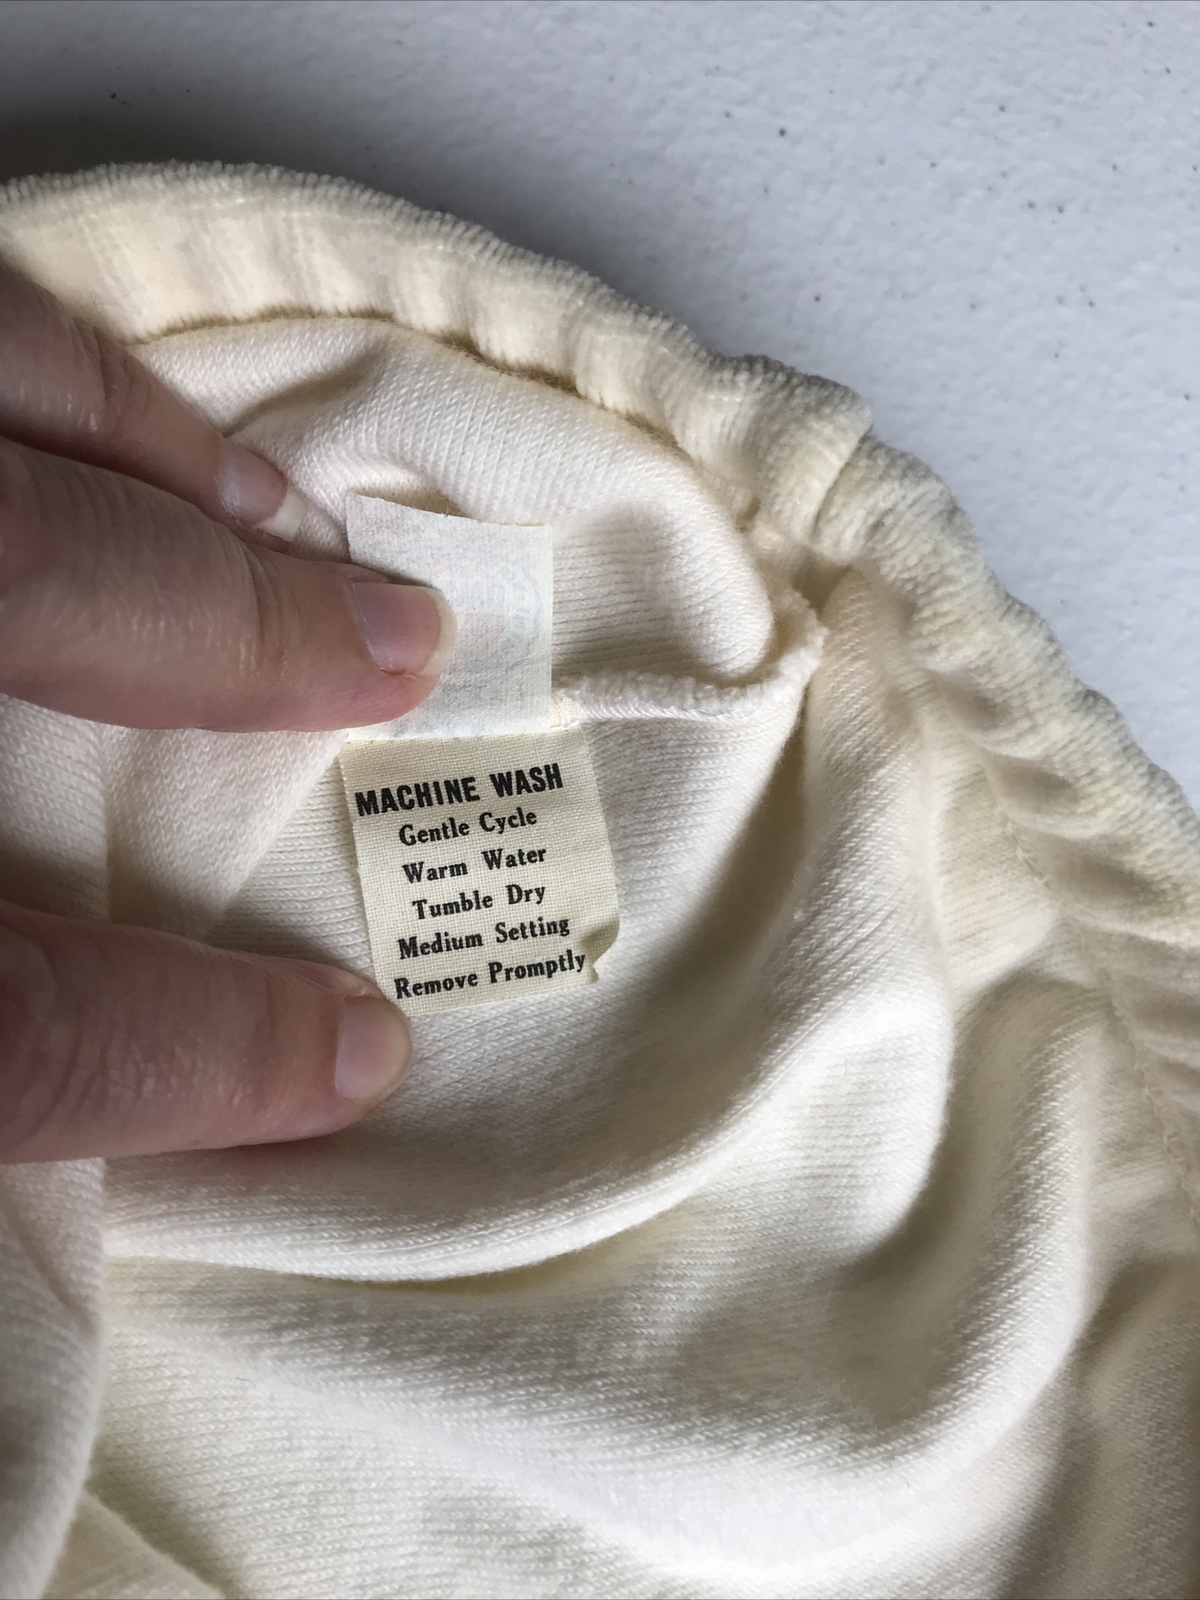 MACHINE WASH
Gentle Cycle
Warm Water
Tumble Dry
Medium Setting
Remove Promptly